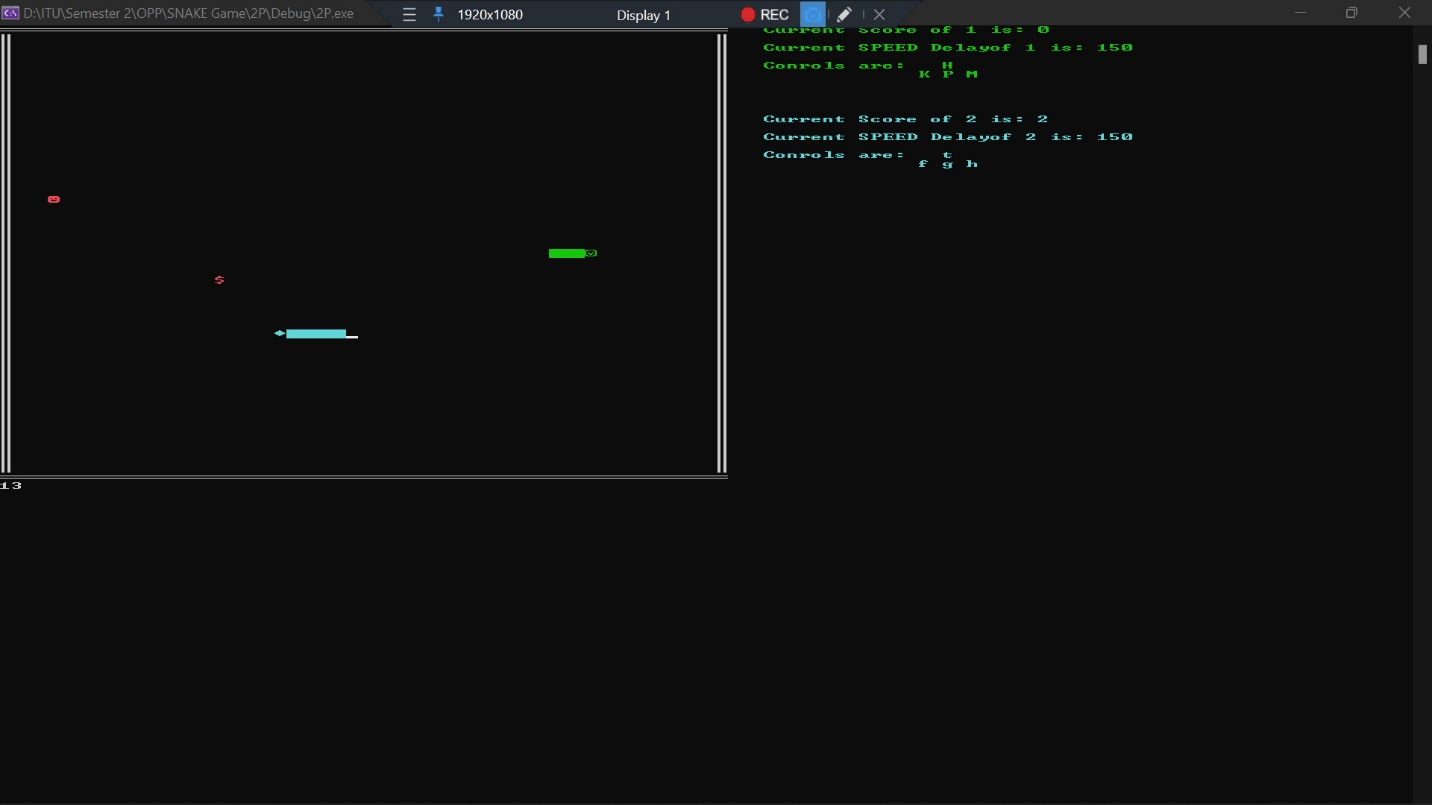 D:\ITU\Semester 2\OPP\SNAKE Game\2P\Debug\2P.exe
1920x1080
Display 1
REC
Current Score of 1 is: 0
Current SPEED Delayof 1 is: 150
Conrols are: H
K P M
Current Score of 2 is: 2
Current SPEED Delayof 2 is: 150
Conrols are: t
f g h
S
13